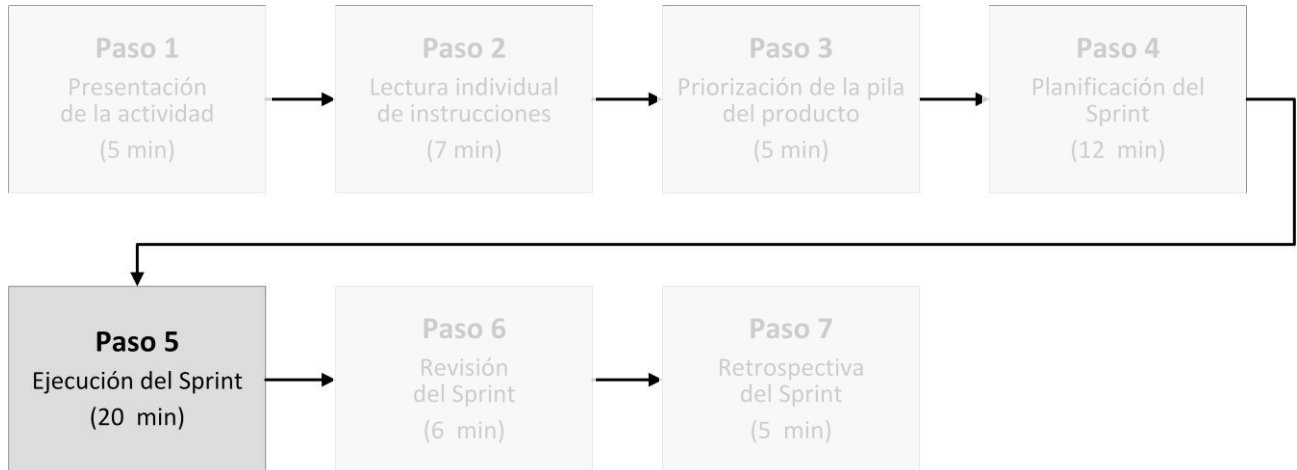 Paso 1
Presentación
de la actividad
(5 min)
Paso 2
Lectura individual
de instrucciones
(7 min)
Paso 3
Priorización de la pila
del producto
(5 min)
Paso 4
Planificación del
Sprint
(12 min)
Paso 5
Ejecución del Sprint
(20 min)
Paso 6
Revisión
del Sprint
(6 min)
Paso 7
Retrospectiva
del Sprint
(5 min)